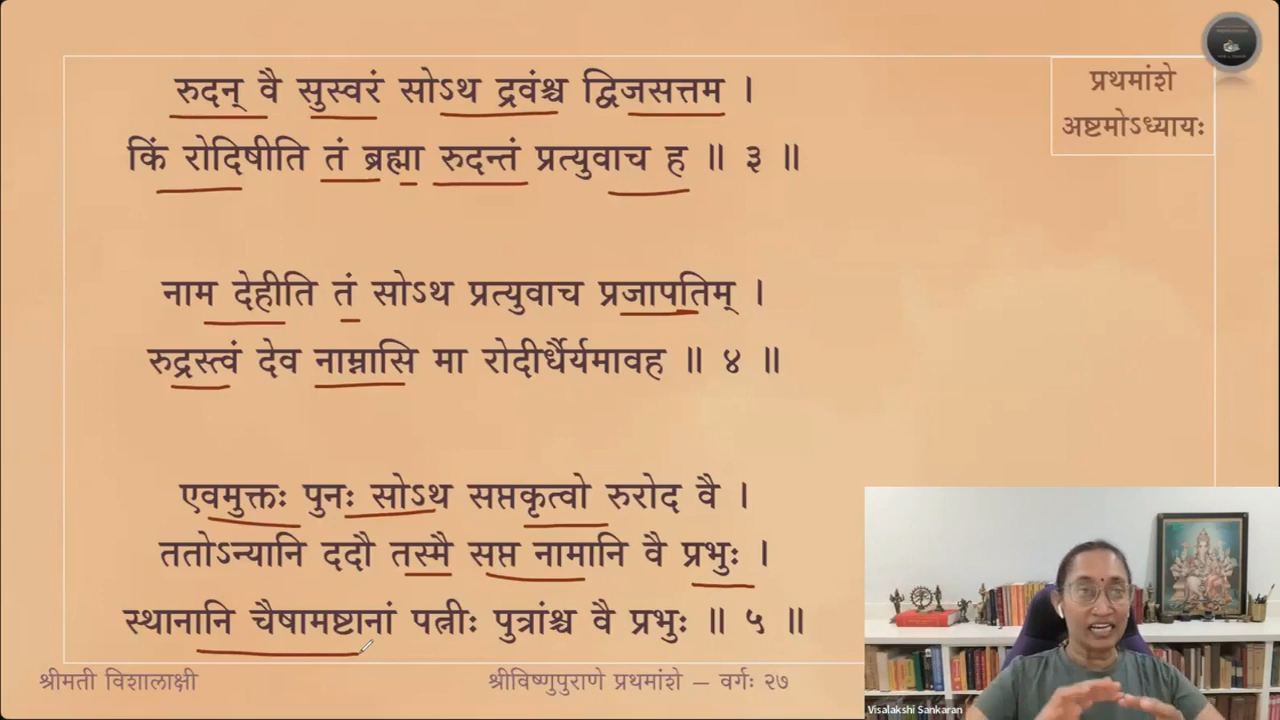 रुदन् वै सुस्वरं सोऽथ द्रवंश्च द्विजसत्तम ।
किं रोदिषीति तं ब्रह्मा रुदन्तं प्रत्युवाच ह ॥ ३ ॥
नाम देहीति तं सोऽथ प्रत्युवाच प्रजापतिम् ।
रुद्रस्त्वं देव नाम्नासि मा रोदीर्धैर्यमावह ॥ ४ ॥
एवमुक्तः पुनः सोऽथ सप्तकृत्वो रुरोद वै ।
ततोऽन्यानि ददौ तस्मै सप्त नामानि वै प्रभुः ।
स्थानानि चैषामष्टानां पत्नीः पुत्रांश्च वै प्रभुः ॥ ५ ॥
प्रथमांशे
अष्टमोऽध्यायः
श्रीमती विशालाक्षी
श्रीविष्णुपुराणे प्रथमांशे – वर्गः २७
Visalakshi Sankaran